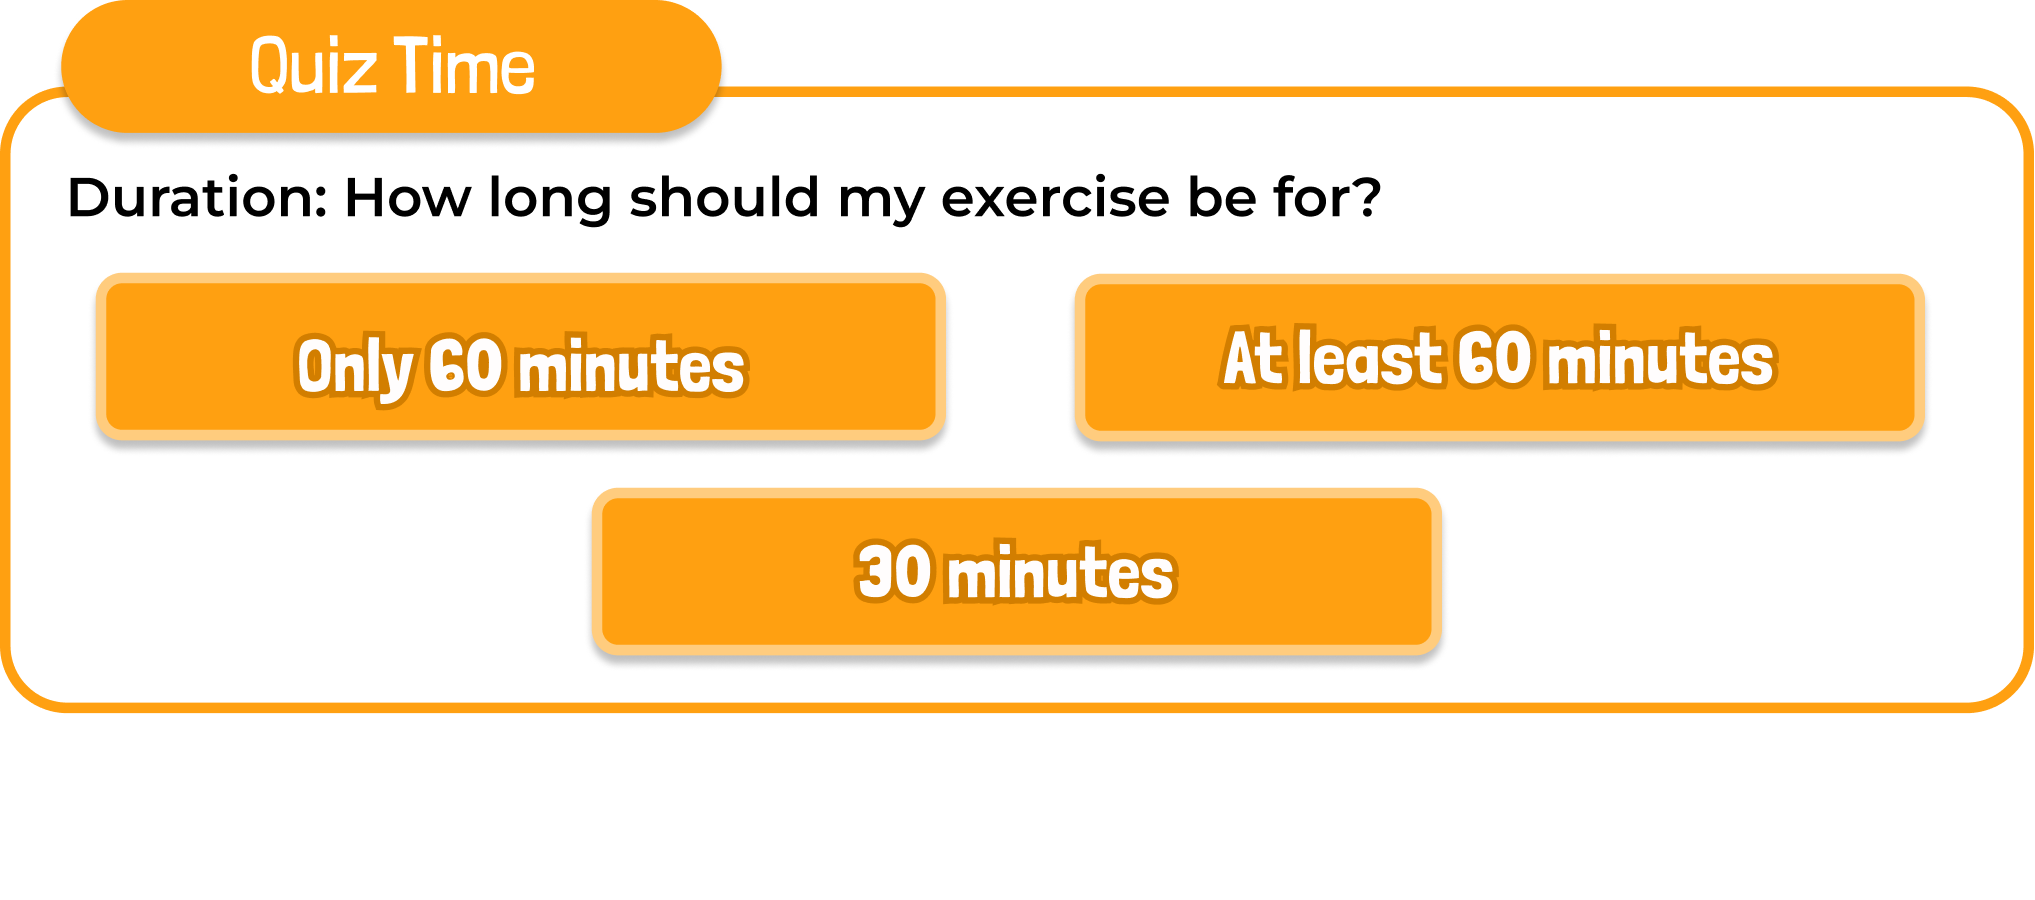 Quiz Time
Duration: How long should my exercise be for?
Only 60 minutes
At least 60 minutes
30 minutes